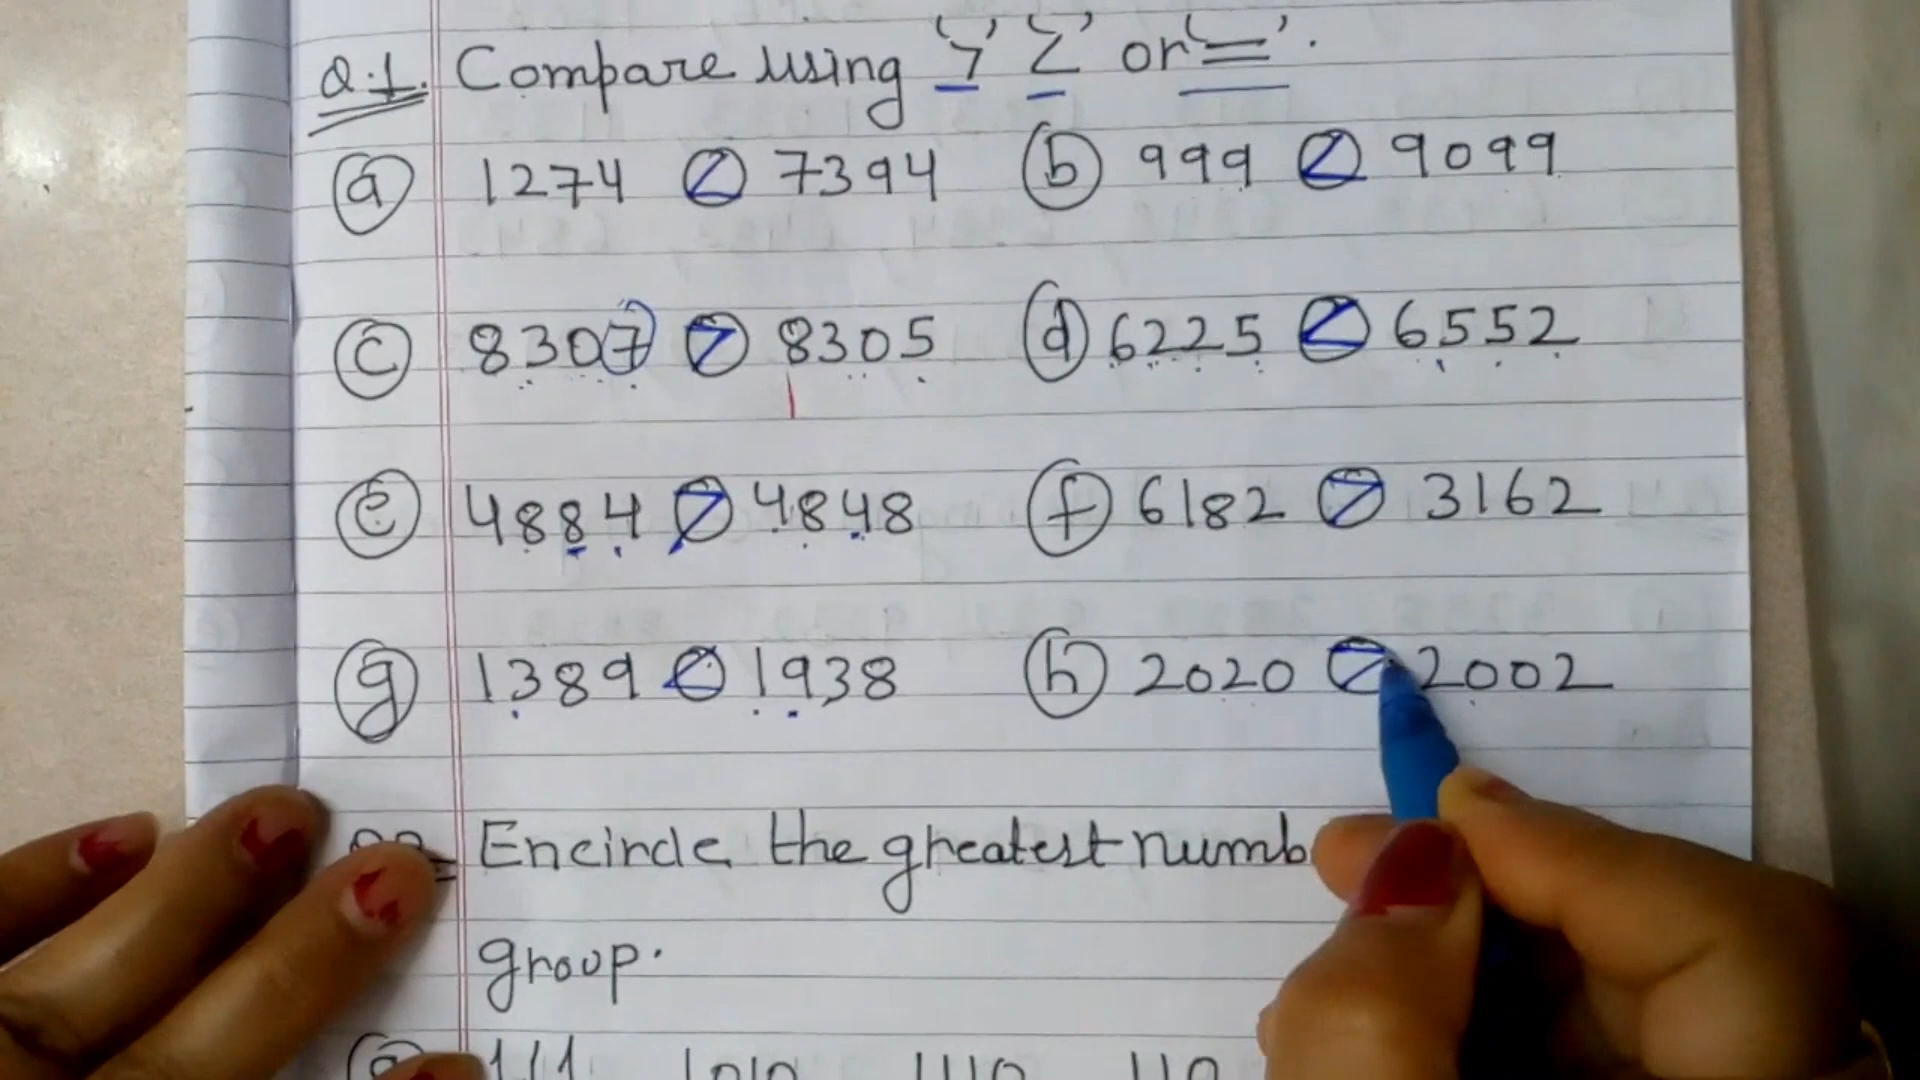 Q.1. Compare using '>' '<' or '='.
(a) 1274 < 7394 (b) 999 < 9099
(c) 8307 > 8305 (d) 6225 < 6552
(e) 4884 > 4848 (f) 6182 > 3162
(g) 1389 < 1938 (h) 2020 > 2002
Encircle the greatest numb
group.